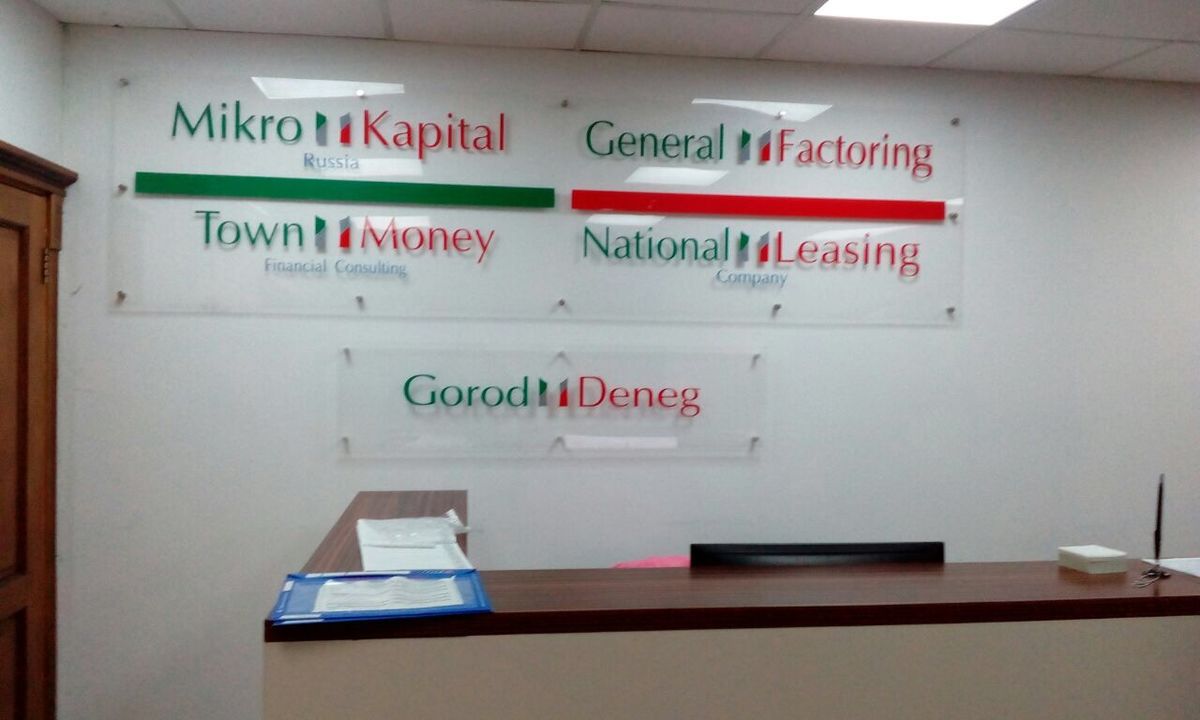 Mikro Kapital
Russia
General Factoring
Town Money
Financial Consulting
National Leasing
Company
Gorod Deneg